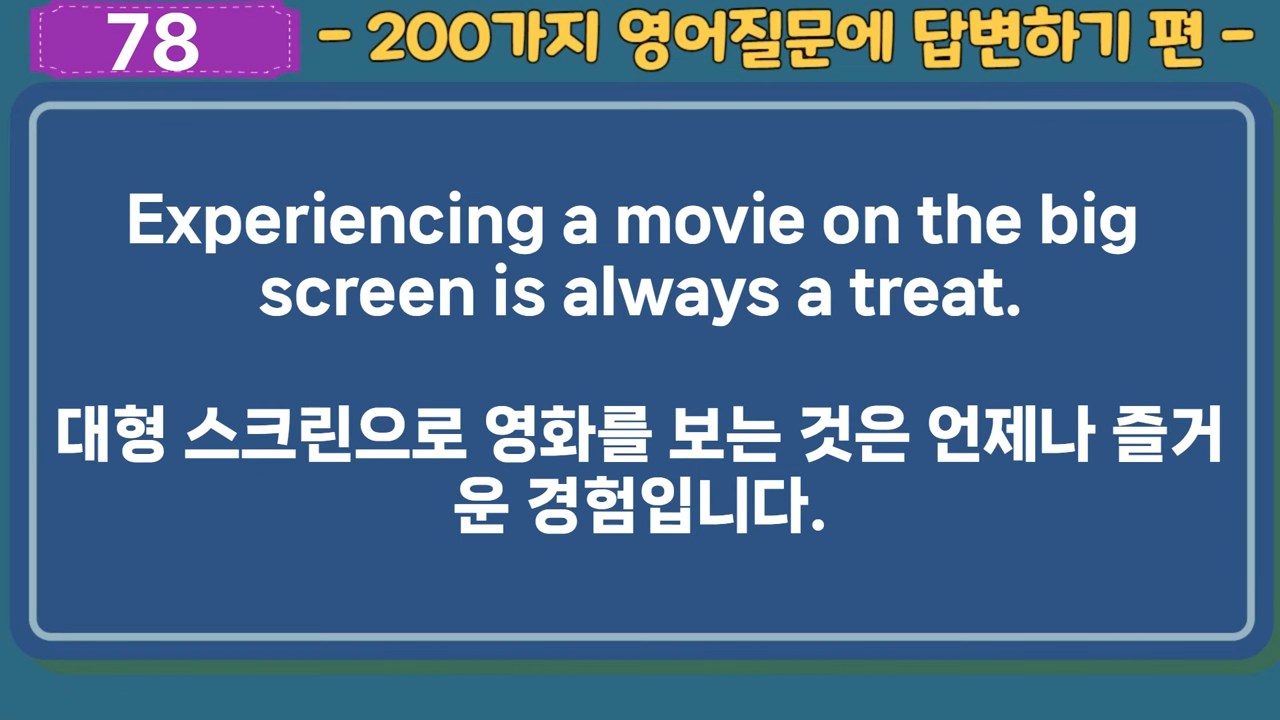 78
- 200가지 영어질문에 답변하기 편 -
Experiencing a movie on the big
screen is always a treat.
대형 스크린으로 영화를 보는 것은 언제나 즐거
운 경험입니다.